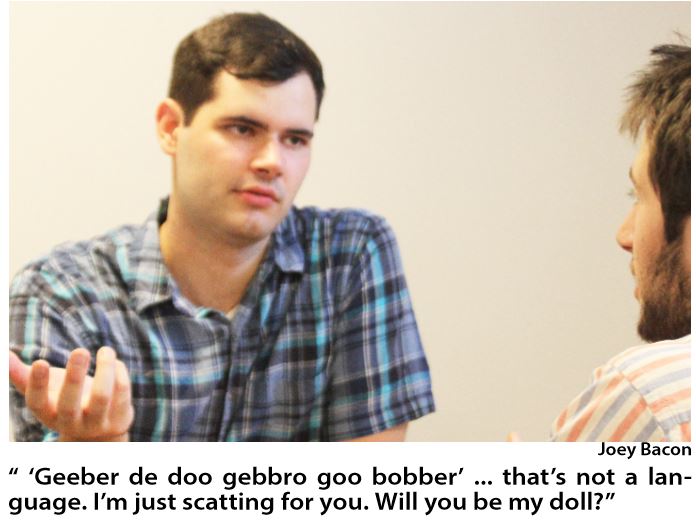 Joey Bacon
“ ‘Geeber de doo gebbro goo bobber’ ... that’s not a lan-
guage. I’m just scatting for you. Will you be my doll?”